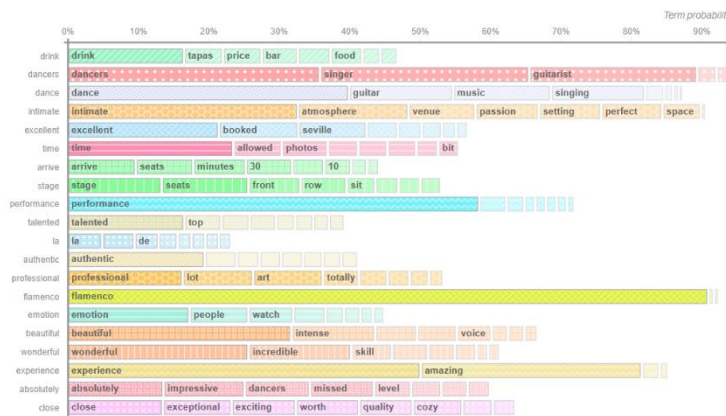 Term probabilit
0% 10% 20% 30% 40% 50% 60% 70% 80% 90%
drink drink tapas price bar food
dancers dancers singer guitarist
dance dance guitar music singing
intimate intimate atmosphere venue passion setting perfect space
excellent excellent booked seville
time time allowed photos bit
arrive arrive seats minutes 30 10
stage stage seats front row sit
performance performance
talented talented top
la la de
authentic authentic
professional professional lot art totally
flamenco flamenco
emotion emotion people watch
beautiful beautiful intense voice
wonderful wonderful incredible skill
experience experience amazing
absolutely absolutely impressive dancers missed level
close close exceptional exciting worth quality cozy